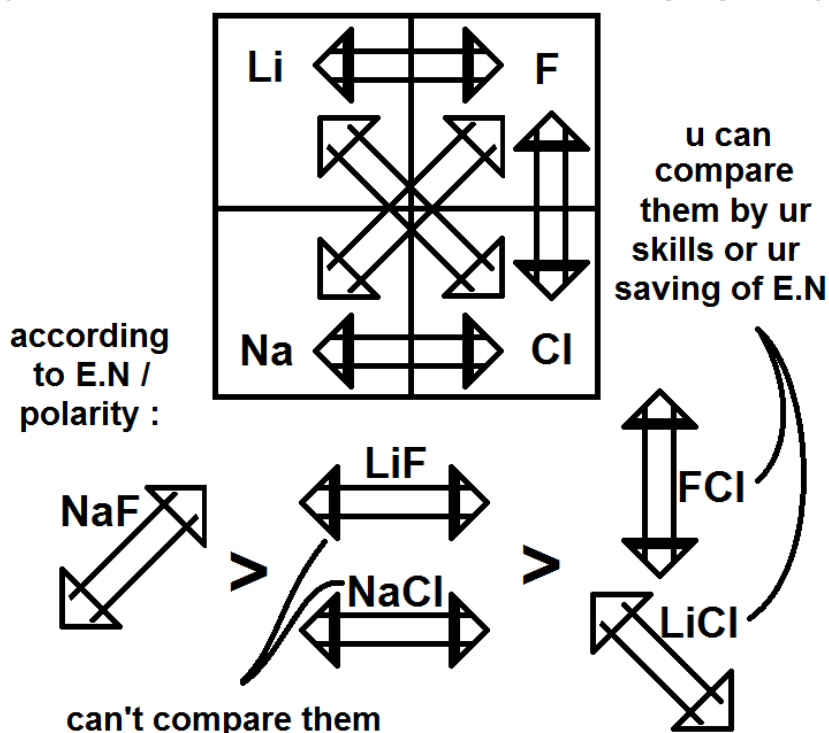 Li
F
Na
Cl
u can
compare
them by ur
skills or ur
saving of E.N
according
to E.N /
polarity :
NaF
>
LiF
NaCl
>
FCl
LiCl
can't compare them